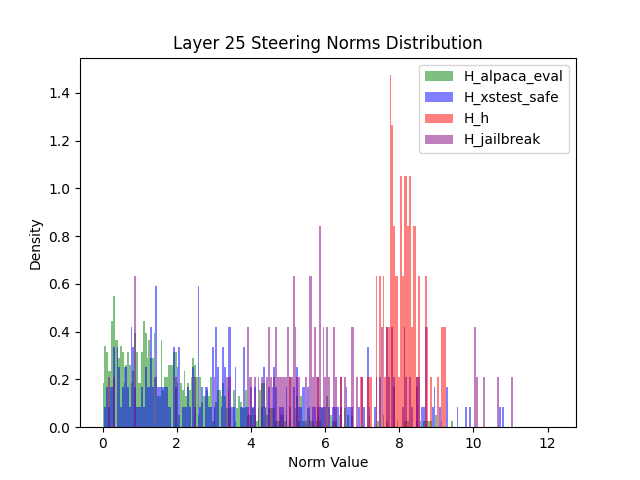 Layer 25 Steering Norms Distribution
H_alpaca_eval
H_xstest_safe
H_h
H_jailbreak
Density
1.4
1.2
1.0
0.8
0.6
0.4
0.2
0.0
0
2
4
6
8
10
12
Norm Value